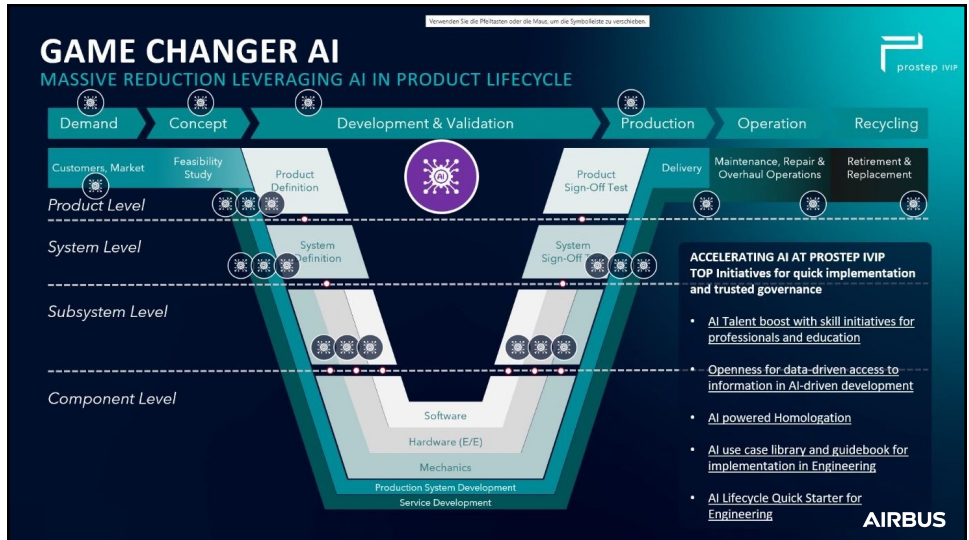 Verwenden Sie die Pfeiltasten oder die Maus, um die Symbolleiste zu verschieben.
GAME CHANGER AI
MASSIVE REDUCTION LEVERAGING AI IN PRODUCT LIFECYCLE
prostep IVIP
Demand
Concept
Development & Validation
Production
Operation
Recycling
Customers, Market
Feasibility
Study
Product
Definition
AI
Product
Sign-Off Test
Delivery
Maintenance, Repair &
Overhaul Operations
Retirement &
Replacement
Product Level
System Level
System
Definition
System
Sign-Off
Subsystem Level
Component Level
Software
Hardware (E/E)
Mechanics
Production System Development
Service Development
ACCELERATING AI AT PROSTEP IVIP
TOP Initiatives for quick implementation
and trusted governance
• AI Talent boost with skill initiatives for
professionals and education
• Openness for data-driven access to
information in AI-driven development
• AI powered Homologation
• AI use case library and guidebook for
implementation in Engineering
• AI Lifecycle Quick Starter for
Engineering
AIRBUS